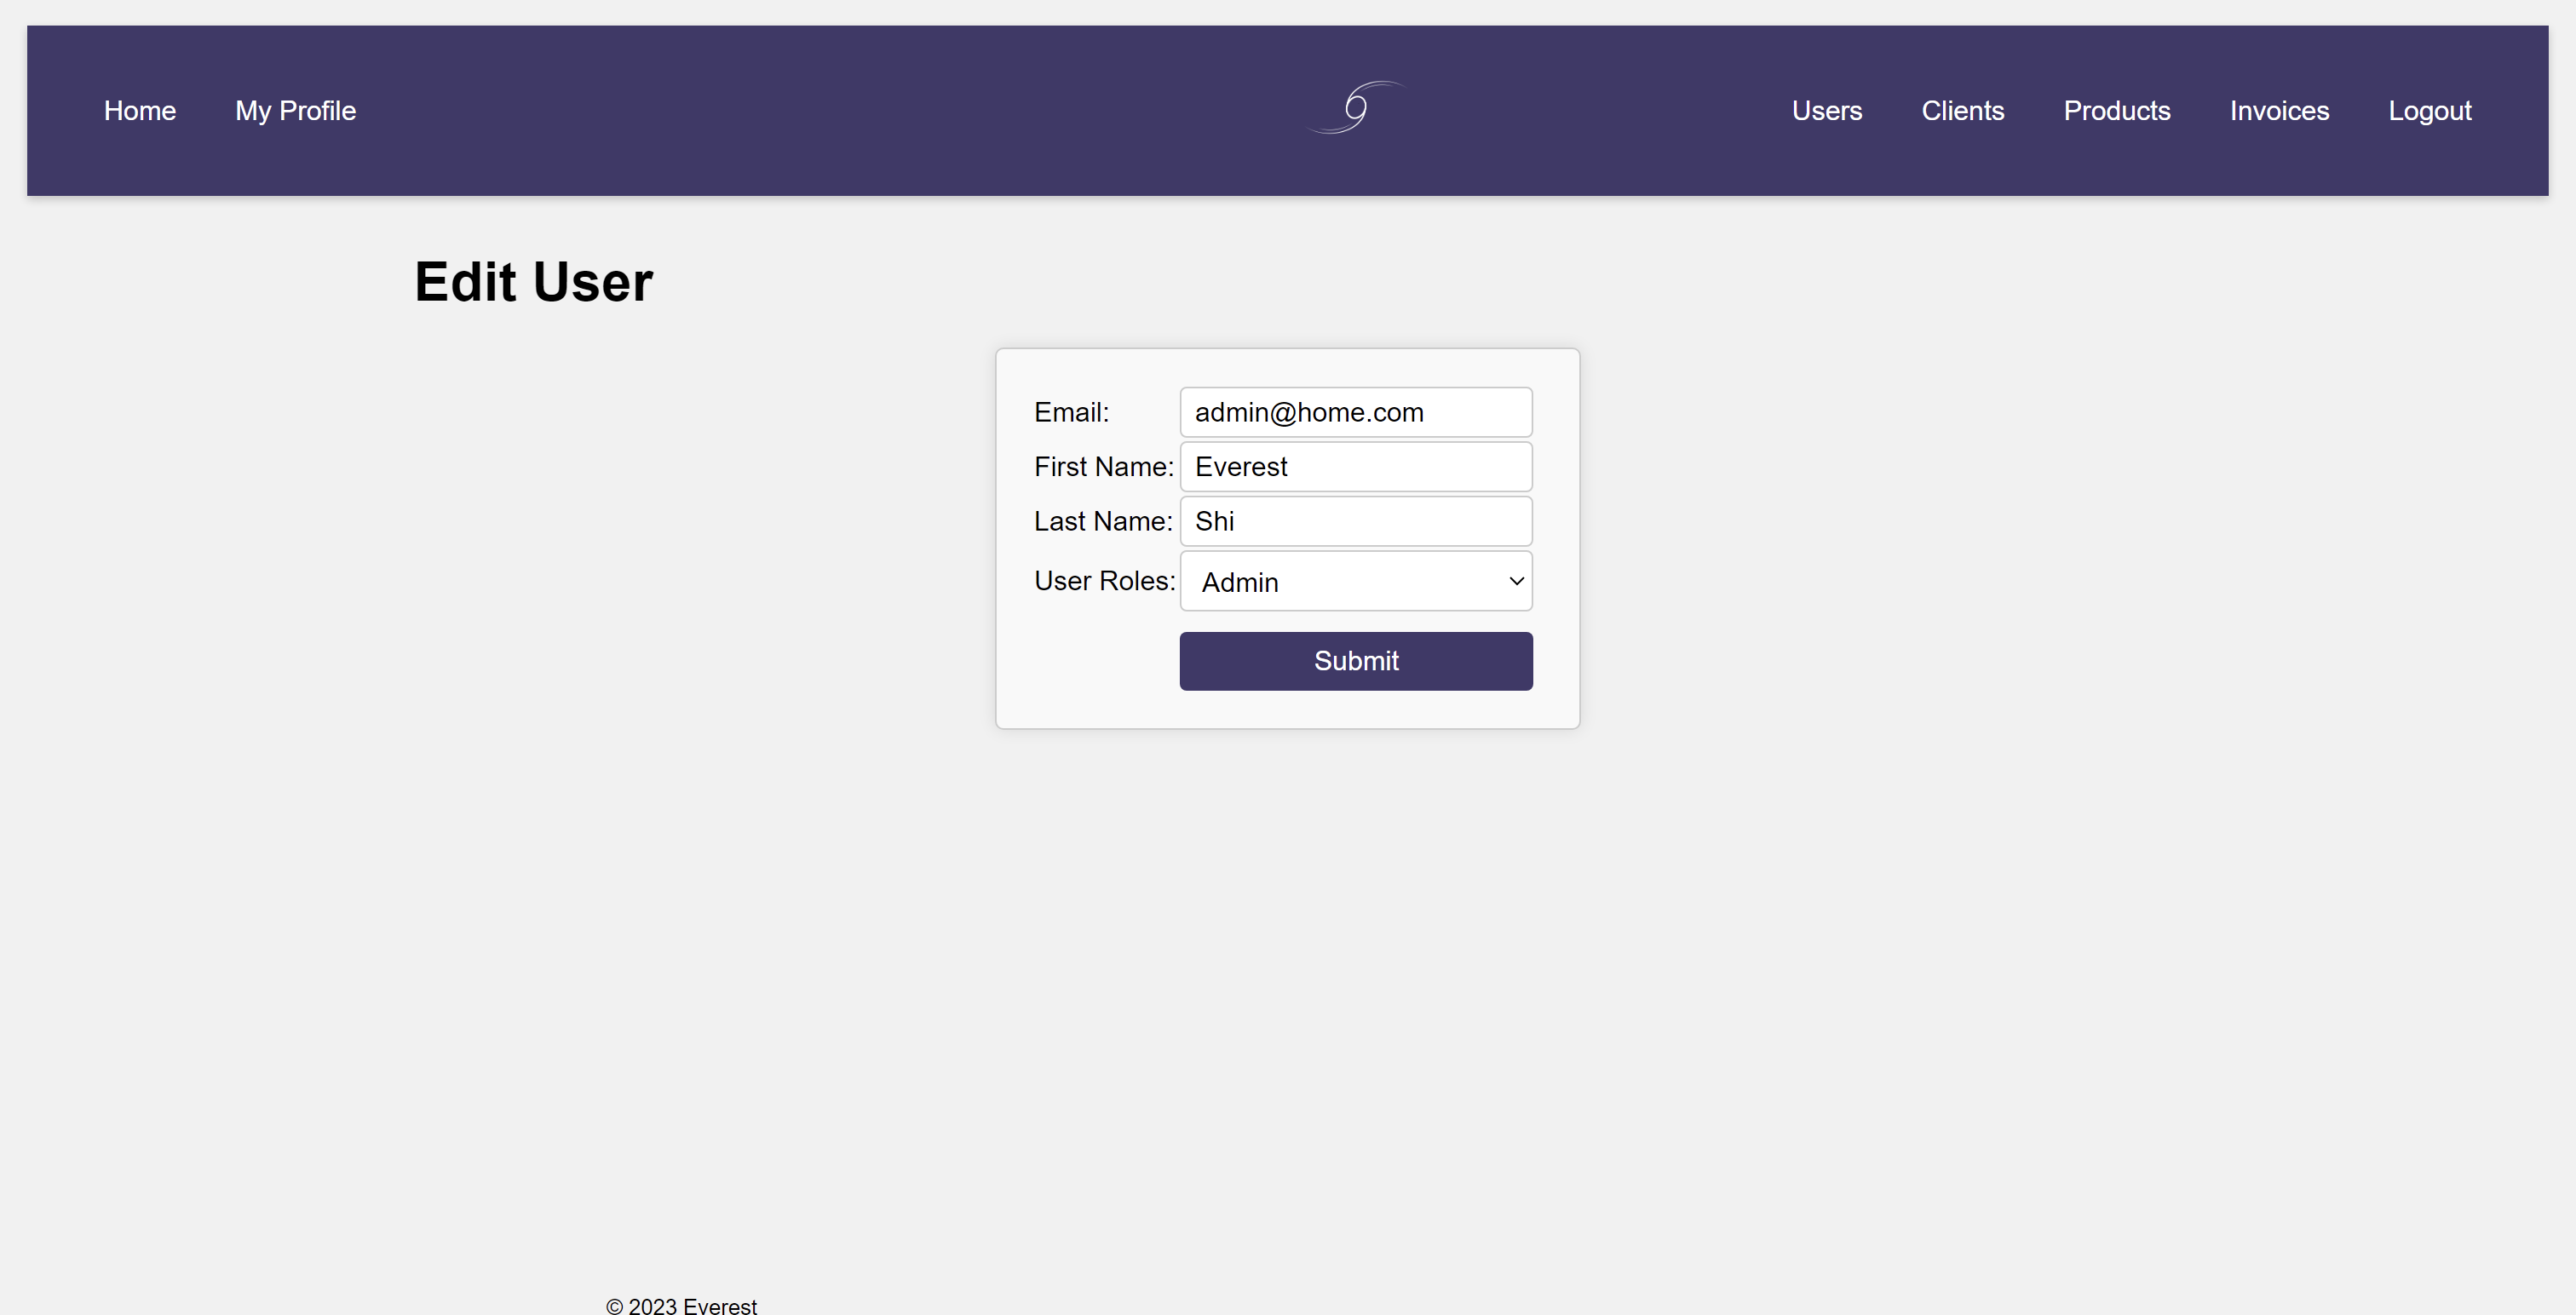 Home My Profile Users Clients Products Invoices Logout
Edit User
Email: admin@home.com
First Name: Everest
Last Name: Shi
User Roles: Admin
Submit
© 2023 Everest